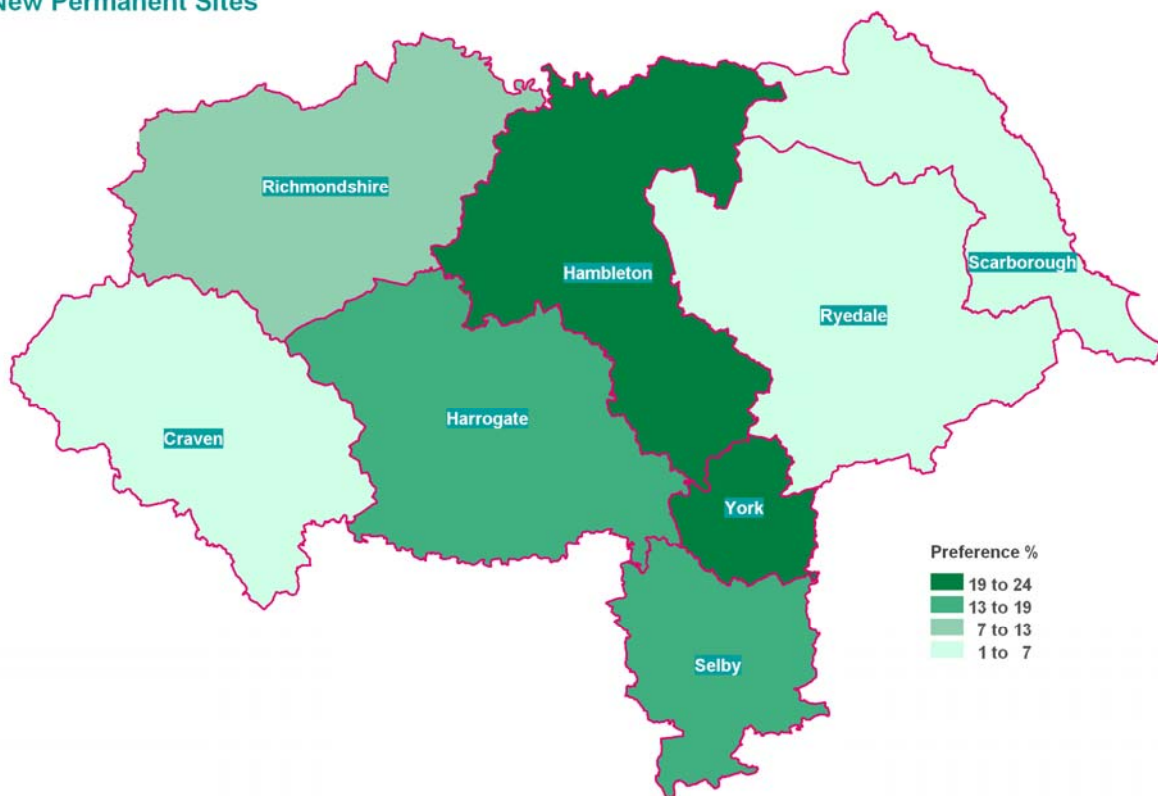 New Permanent Sites
Richmondshire
Hambleton
Scarborough
Ryedale
Harrogate
Craven
York
Selby
Preference %
19 to 24
13 to 19
7 to 13
1 to 7